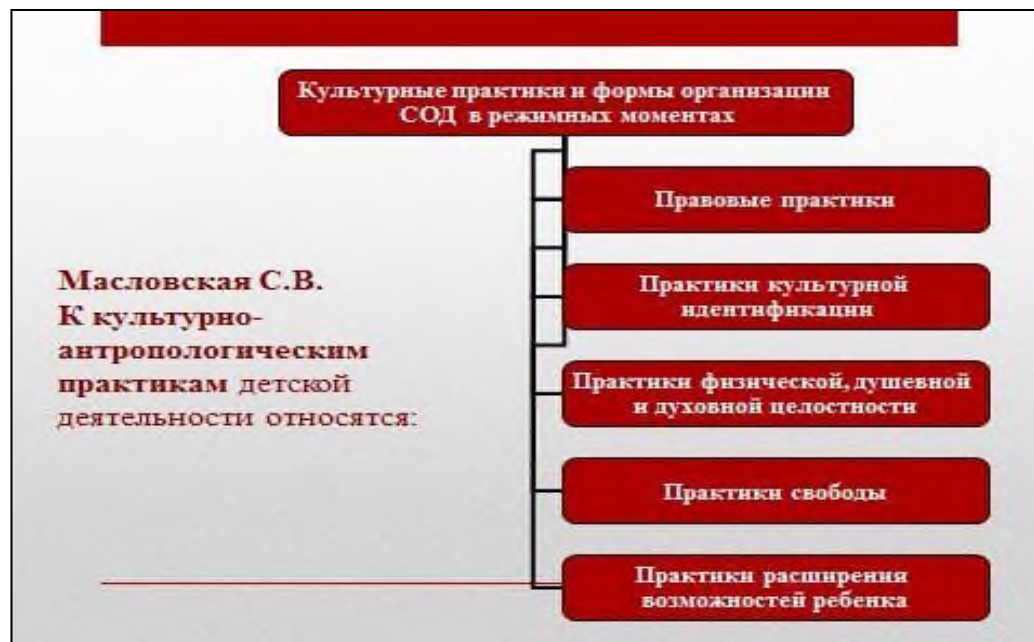 Культурные практики и формы организации
СОД в режимных моментах
Масловская С.В.
К культурно-
антропологическим
практикам детской
деятельности относятся:
Правовые практики
Практики культурной
идентификации
Практики физической, душевной
и духовной целостности
Практики свободы
Практики расширения
возможностей ребенка